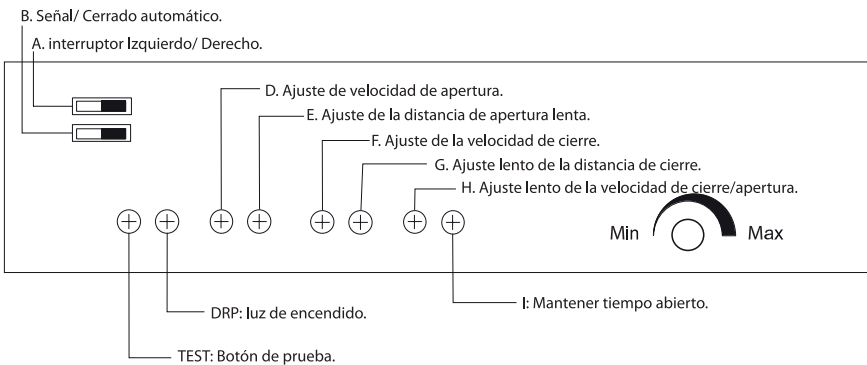 B. Señal/ Cerrado automático.
A. interruptor Izquierdo/ Derecho.
D. Ajuste de velocidad de apertura.
E. Ajuste de la distancia de apertura lenta.
F. Ajuste de la velocidad de cierre.
G. Ajuste lento de la distancia de cierre.
H. Ajuste lento de la velocidad de cierre/apertura.
Min Max
I: Mantener tiempo abierto.
DRP: luz de encendido.
TEST: Botón de prueba.